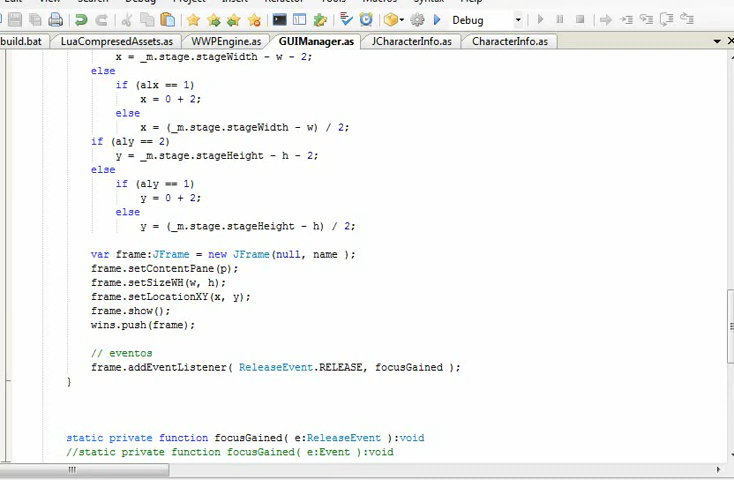 Debug
build.bat LuaCompresedAssets.as WWPEngine.as GUIManager.as JCharacterInfo.as CharacterInfo.as
x = _m.stage.stageWidth - w - 2;
else
if (alx == 1)
x = 0 + 2;
else
x = (_m.stage.stageWidth - w) / 2;
if (aly == 2)
y = _m.stage.stageHeight - h - 2;
else
if (aly == 1)
y = 0 + 2;
else
y = (_m.stage.stageHeight - h) / 2;
var frame:JFrame = new JFrame(null, name );
frame.setContentPane(p);
frame.setSizeWH(w, h);
frame.setLocationXY(x, y);
frame.show();
wins.push(frame);
// eventos
frame.addEventListener( ReleaseEvent.RELEASE, focusGained );
}
static private function focusGained( e:ReleaseEvent ):void
//static private function focusGained( e:Event ):void